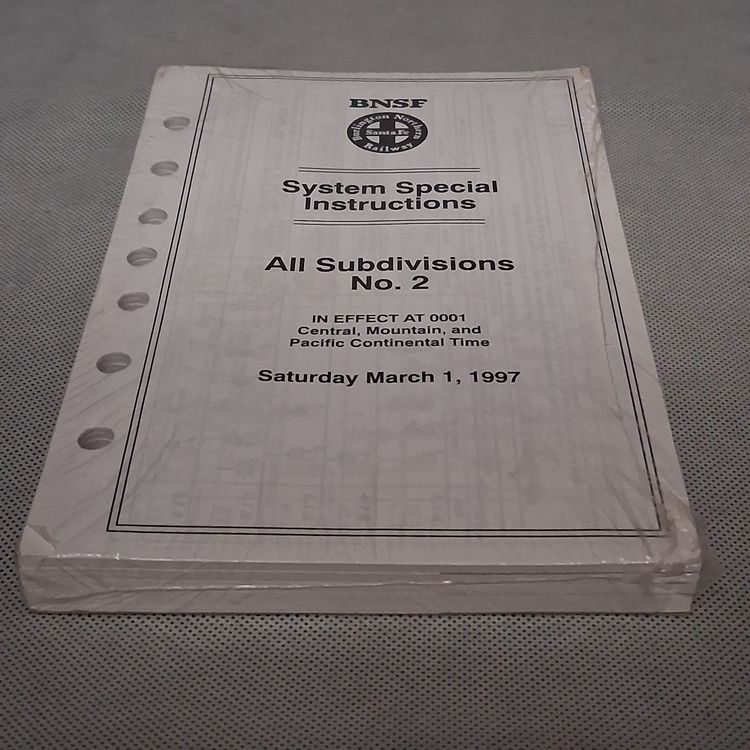 BNSF
Burlington Northern
Santa Fe
Railway
System Special
Instructions
All Subdivisions
No. 2
IN EFFECT AT 0001
Central, Mountain, and
Pacific Continental Time
Saturday March 1, 1997